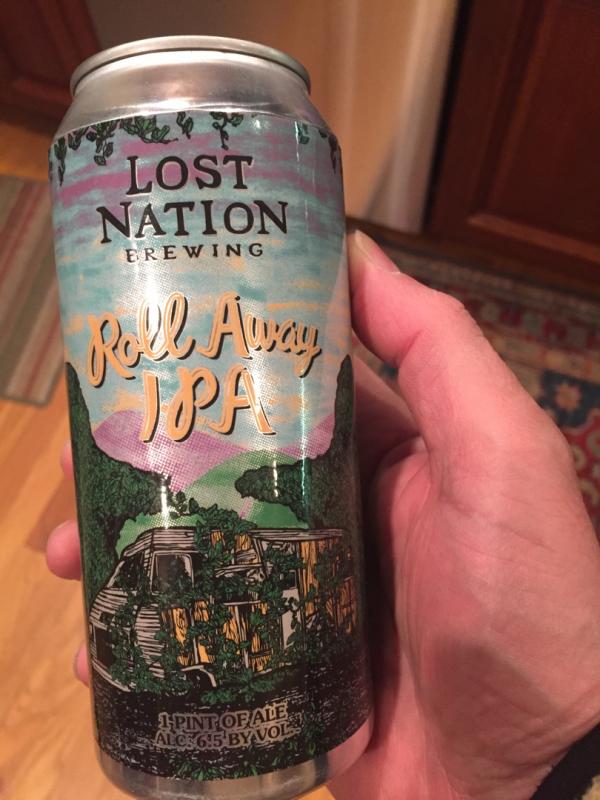 LOST
NATION
BREWING
Roll Away
IPA
1 PINT OF ALE
ALC. 6.5 BY VOL.